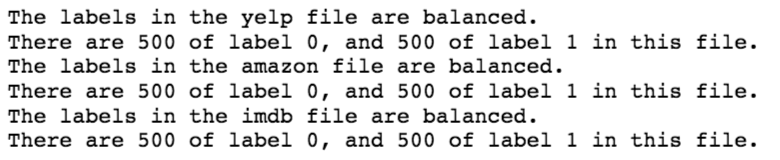 The labels in the yelp file are balanced.
There are 500 of label 0, and 500 of label 1 in this file.
The labels in the amazon file are balanced.
There are 500 of label 0, and 500 of label 1 in this file.
The labels in the imdb file are balanced.
There are 500 of label 0, and 500 of label 1 in this file.